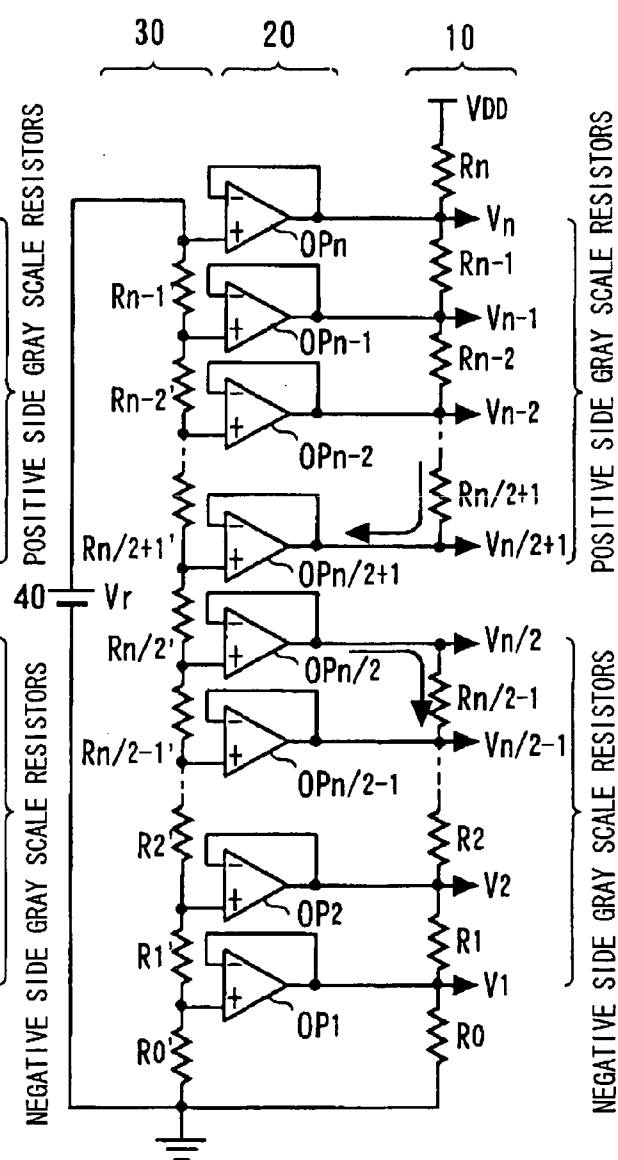 30 20 10
VDD
Rn
Vn
OPn
Rn-1
Rn-1'
Vn-1
OPn-1
Rn-2
Rn-2'
Vn-2
OPn-2
Rn/2+1
Vn/2+1
Rn/2+1'
OPn/2+1
40 Vr
Vn/2
Rn/2'
OPn/2
Rn/2-1
Vn/2-1
Rn/2-1'
OPn/2-1
R2'
R2
V2
OP2
R1'
R1
V1
OP1
R0'
R0
POSITIVE SIDE GRAY SCALE RESISTORS
NEGATIVE SIDE GRAY SCALE RESISTORS
POSITIVE SIDE GRAY SCALE RESISTORS
NEGATIVE SIDE GRAY SCALE RESISTORS
-
+
-
+
-
+
-
+
-
+
-
+
-
+
-
+